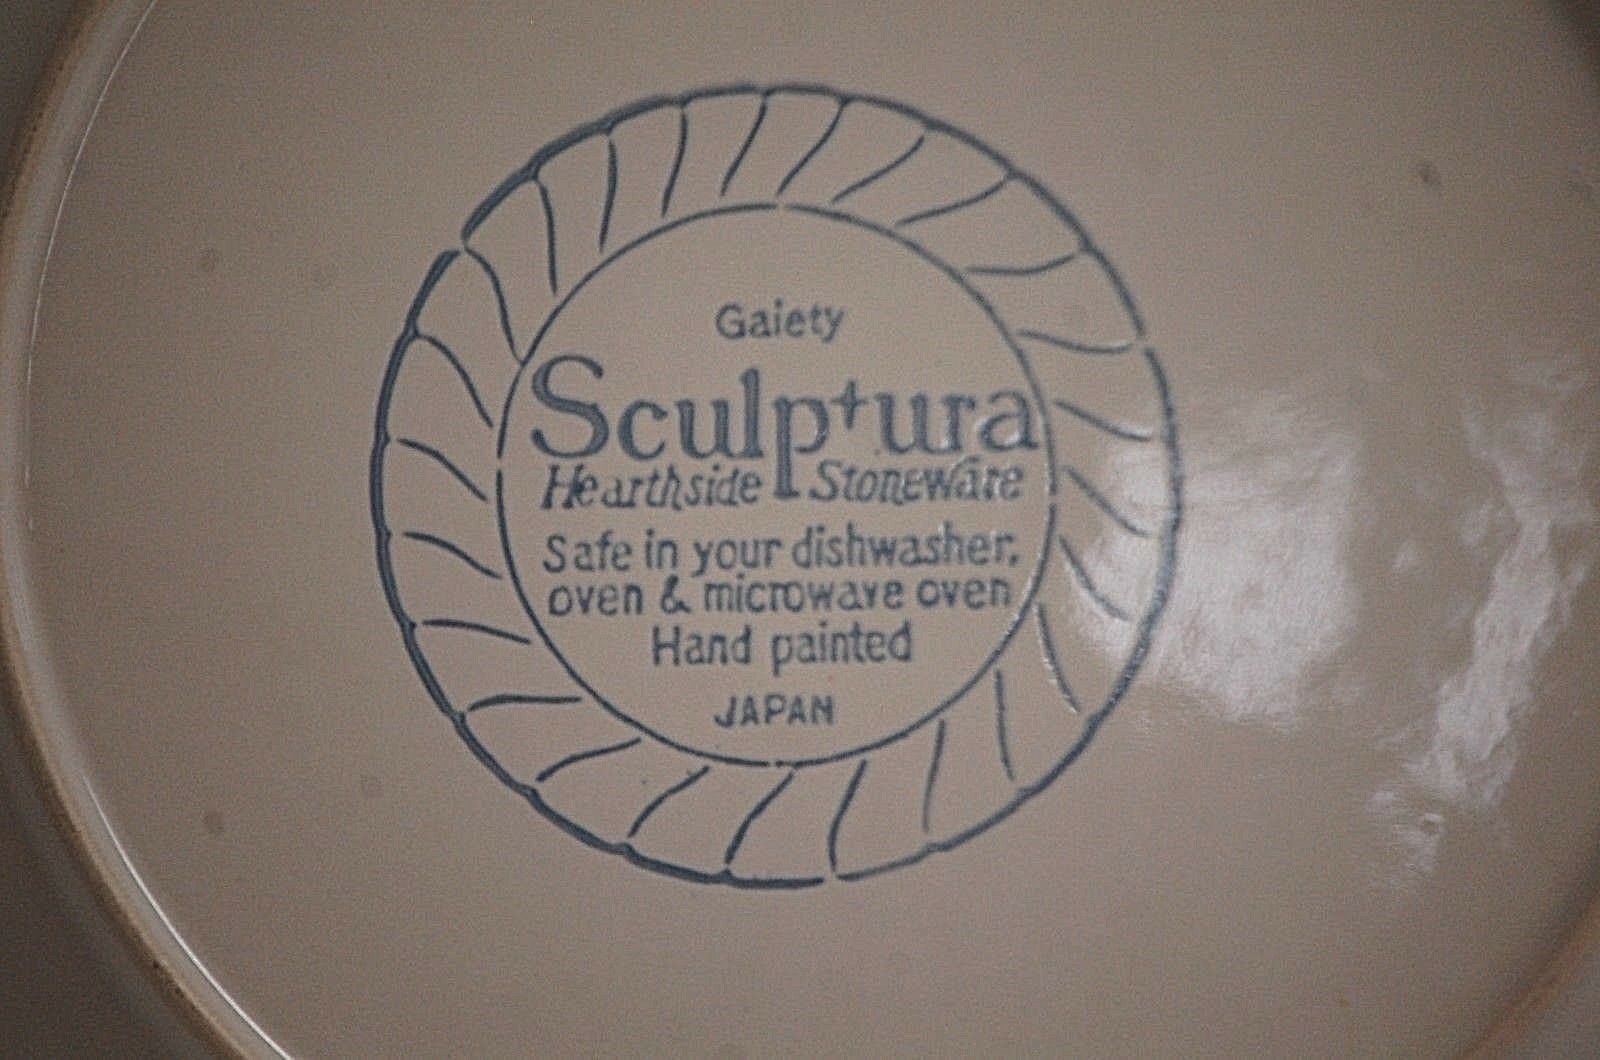 Gaiety
Sculptura
Hearthside Stoneware
Safe in your dishwasher,
oven & microwave oven
Hand painted
JAPAN